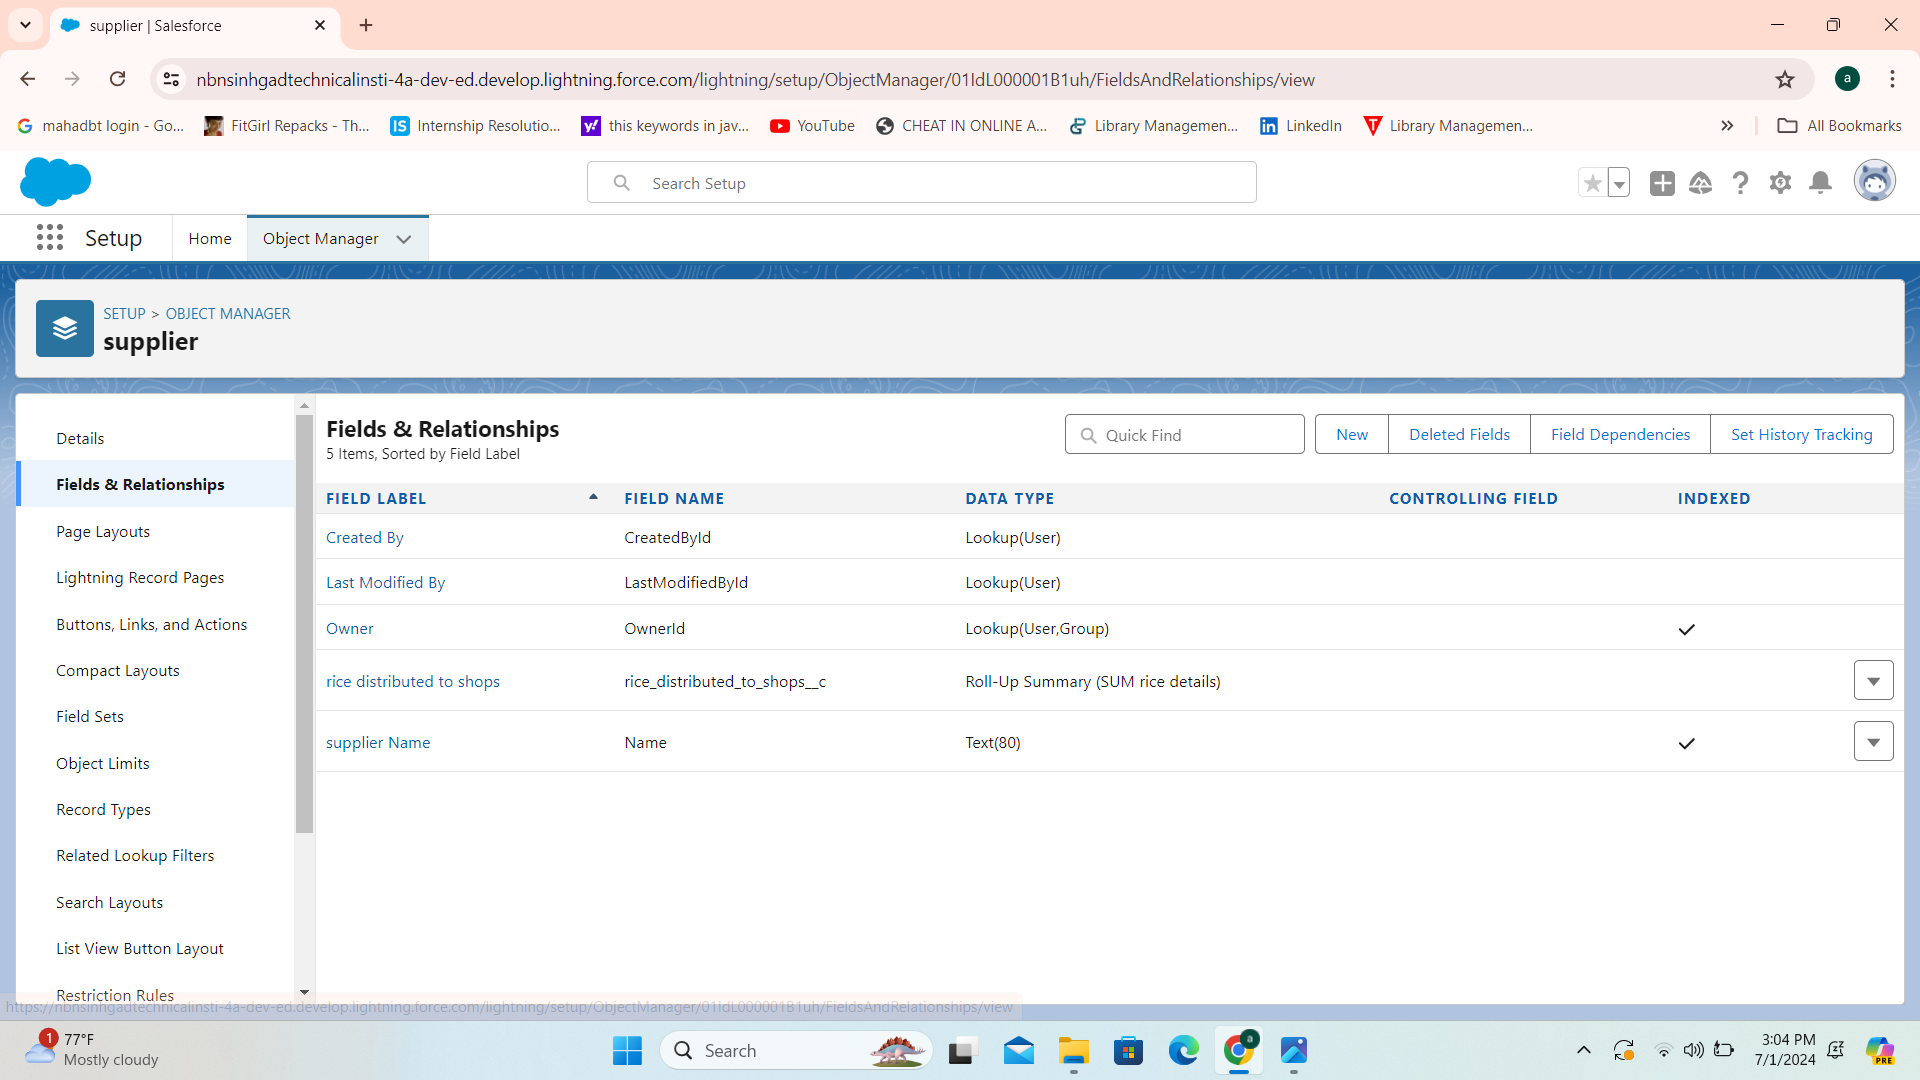 supplier | Salesforce
nbnsinhgadtechnicalinsti-4a-dev-ed.develop.lightning.force.com/lightning/setup/ObjectManager/01IdL000001B1uh/FieldsAndRelationships/view
a
mahadbt login - Go...
FitGirl Repacks - Th...
Internship Resolutio...
this keywords in jav...
YouTube
CHEAT IN ONLINE A...
Library Managemen...
LinkedIn
Library Managemen...
All Bookmarks
Search Setup
Setup
Home
Object Manager
SETUP > OBJECT MANAGER
supplier
Details
Fields & Relationships
Page Layouts
Lightning Record Pages
Buttons, Links, and Actions
Compact Layouts
Field Sets
Object Limits
Record Types
Related Lookup Filters
Search Layouts
List View Button Layout
Restriction Rules
Fields & Relationships
5 Items, Sorted by Field Label
Quick Find
New
Deleted Fields
Field Dependencies
Set History Tracking
FIELD LABEL FIELD NAME DATA TYPE CONTROLLING FIELD INDEXED
Created By CreatedById Lookup(User)
Last Modified By LastModifiedById Lookup(User)
Owner OwnerId Lookup(User,Group)
rice distributed to shops rice_distributed_to_shops__c Roll-Up Summary (SUM rice details)
supplier Name Name Text(80)
https://nbnsinhgadtechnicalinsti-4a-dev-ed.develop.lightning.force.com/lightning/setup/ObjectManager/01IdL000001B1uh/FieldsAndRelationships/view
1
77°F
Mostly cloudy
Search
a
3:04 PM
7/1/2024
PRE